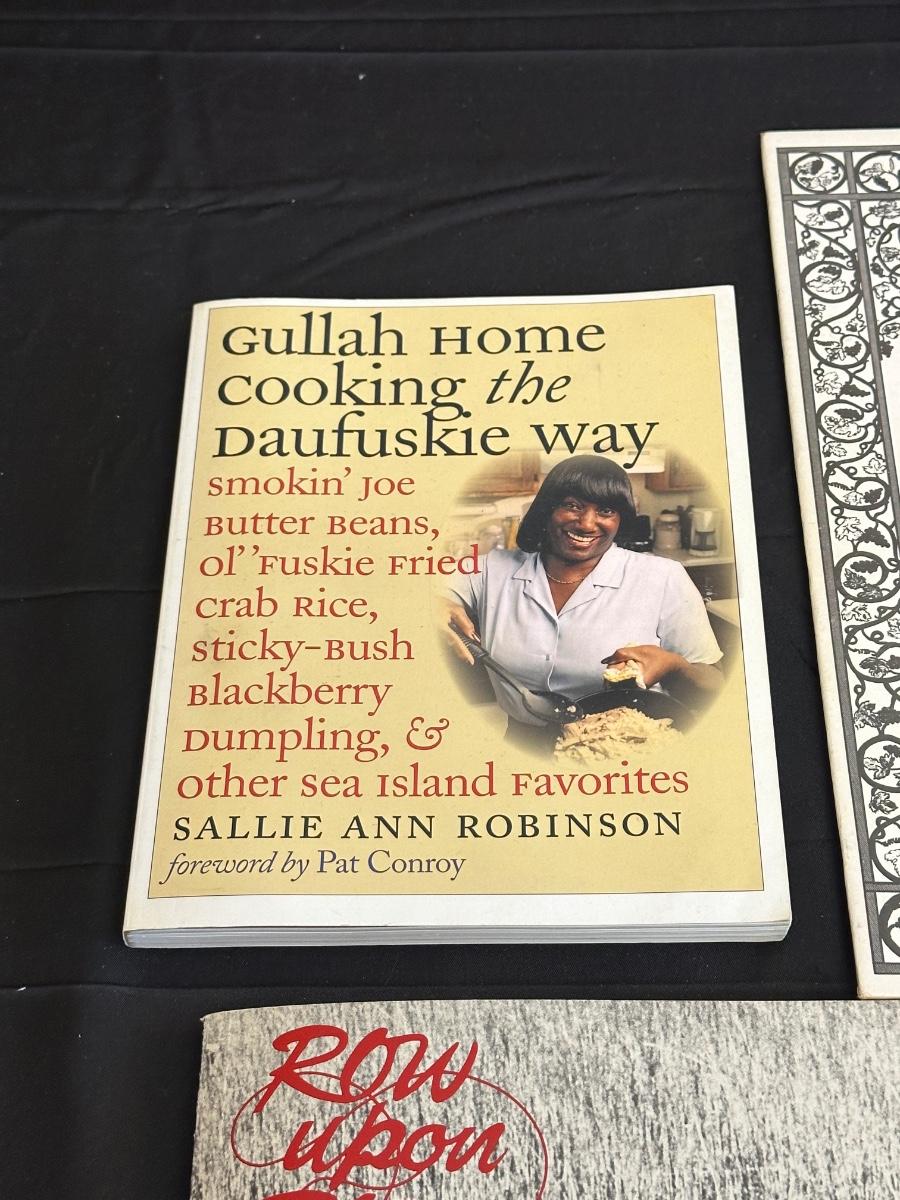 Gullah Home
Cooking the
Daufuskie Way
Smokin' Joe
Butter Beans,
Ol' 'Fuskie Fried
Crab Rice,
Sticky-Bush
Blackberry
Dumpling, &
Other Sea Island Favorites
SALLIE ANN ROBINSON
foreword by Pat Conroy
Row
upon